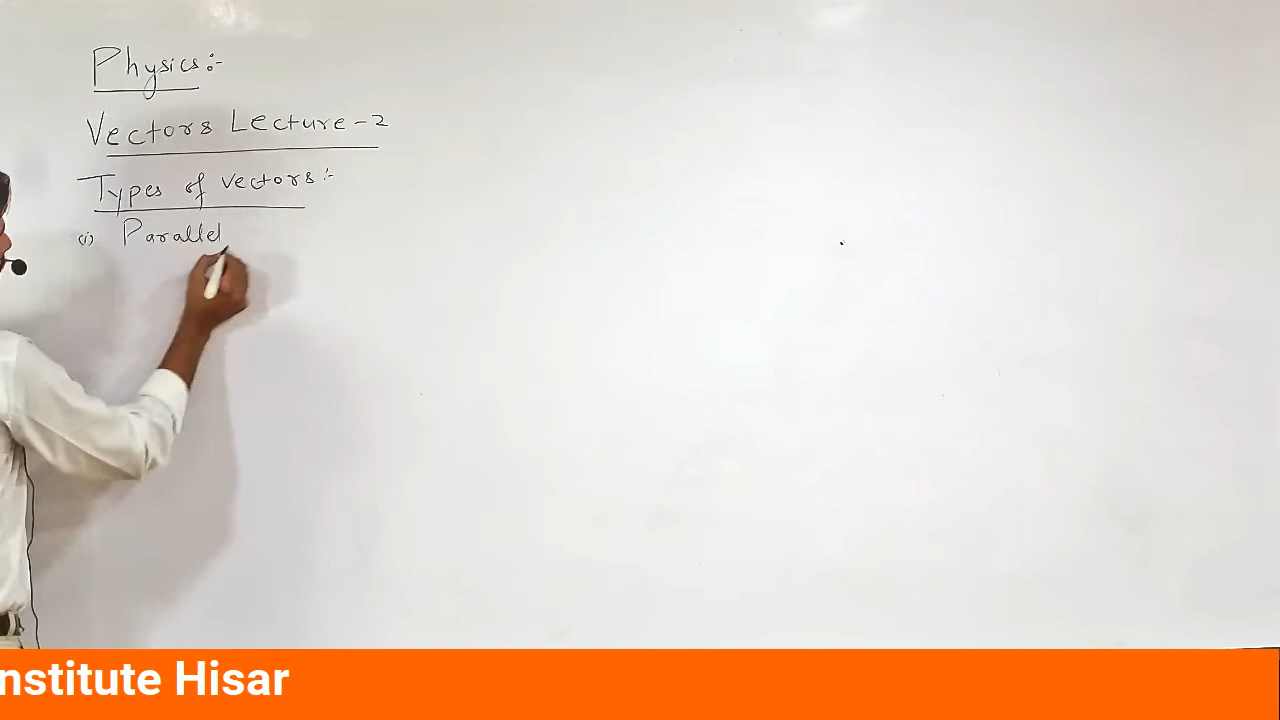 Physics:-
Vectors Lecture-2
Types of vectors:-
(i) Parallel
nstitute Hisar